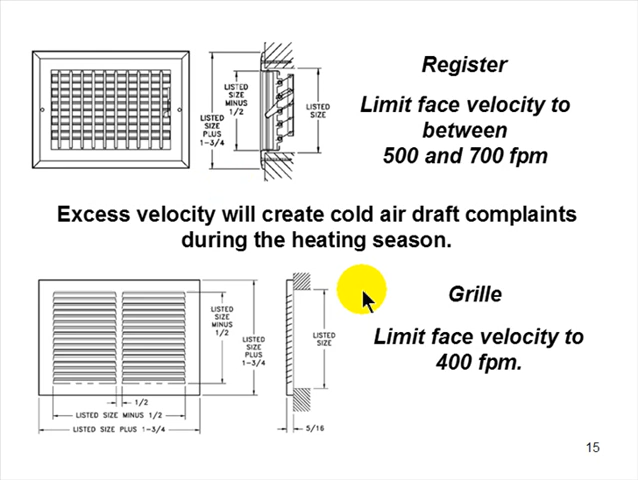 Register
LISTED
SIZE
MINUS
1/2
LISTED
SIZE
PLUS
1-3/4
LISTED
SIZE
Limit face velocity to
between
500 and 700 fpm
Excess velocity will create cold air draft complaints
during the heating season.
Grille
LISTED
SIZE
MINUS
1/2
LISTED
SIZE
PLUS
1-3/4
LISTED
SIZE
Limit face velocity to
400 fpm.
1/2
LISTED SIZE MINUS 1/2
LISTED SIZE PLUS 1-3/4
5/16
15